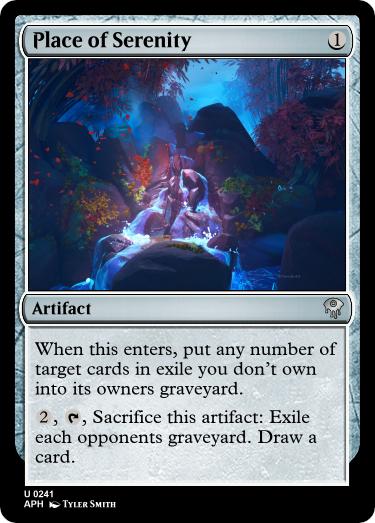 Place of Serenity 1
Artifact
When this enters, put any number of
target cards in exile you don’t own
into its owners graveyard.
2, , Sacrifice this artifact: Exile
each opponents graveyard. Draw a
card.
U 0241
APH Tyler Smith